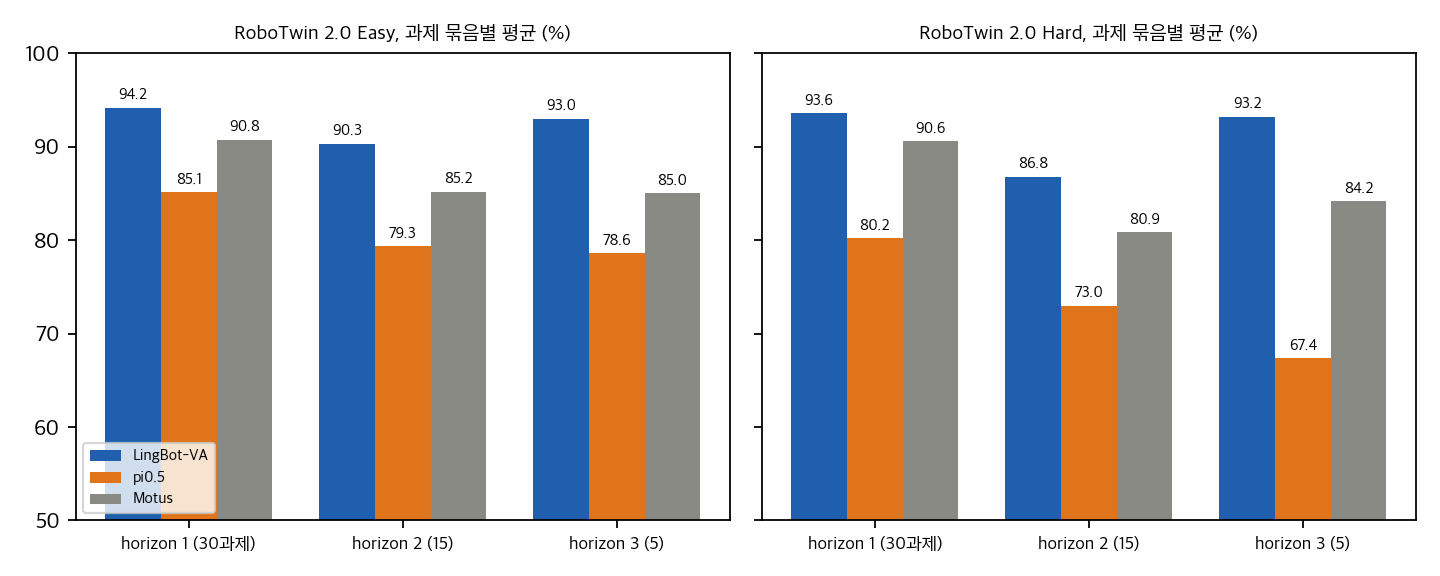 RoboTwin 2.0 Easy, 과제 묶음별 평균 (%)
100
90
80
70
60
50
94.2
85.1
90.8
90.3
79.3
85.2
93.0
78.6
85.0
LingBot-VA
pi0.5
Motus
horizon 1 (30과제)
horizon 2 (15)
horizon 3 (5)
RoboTwin 2.0 Hard, 과제 묶음별 평균 (%)
93.6
80.2
90.6
86.8
73.0
80.9
93.2
67.4
84.2
horizon 1 (30과제)
horizon 2 (15)
horizon 3 (5)